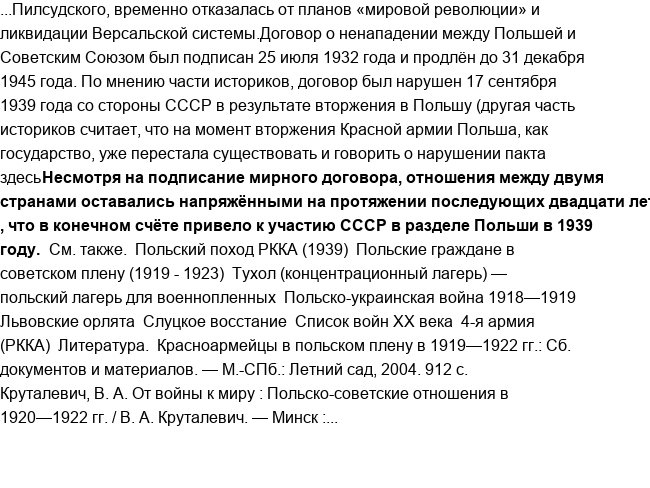 ...Пилсудского, временно отказалась от планов «мировой революции» и
ликвидации Версальской системы.Договор о ненападении между Польшей и
Советским Союзом был подписан 25 июля 1932 года и продлён до 31 декабря
1945 года. По мнению части историков, договор был нарушен 17 сентября
1939 года со стороны СССР в результате вторжения в Польшу (другая часть
историков считает, что на момент вторжения Красной армии Польша, как
государство, уже перестала существовать и говорить о нарушении пакта
здесьНесмотря на подписание мирного договора, отношения между двумя
странами оставались напряжёнными на протяжении последующих двадцати лет
, что в конечном счёте привело к участию СССР в разделе Польши в 1939
году. См. также. Польский поход РККА (1939) Польские граждане в
советском плену (1919 - 1923) Тухол (концентрационный лагерь) —
польский лагерь для военнопленных Польско-украинская война 1918—1919
Львовские орлята Слуцкое восстание Список войн XX века 4-я армия
(РККА) Литература. Красноармейцы в польском плену в 1919—1922 гг.: Сб.
документов и материалов. — М.-СПб.: Летний сад, 2004. 912 с.
Круталевич, В. А. От войны к миру : Польско-советские отношения в
1920—1922 гг. / В. А. Круталевич. — Минск :...